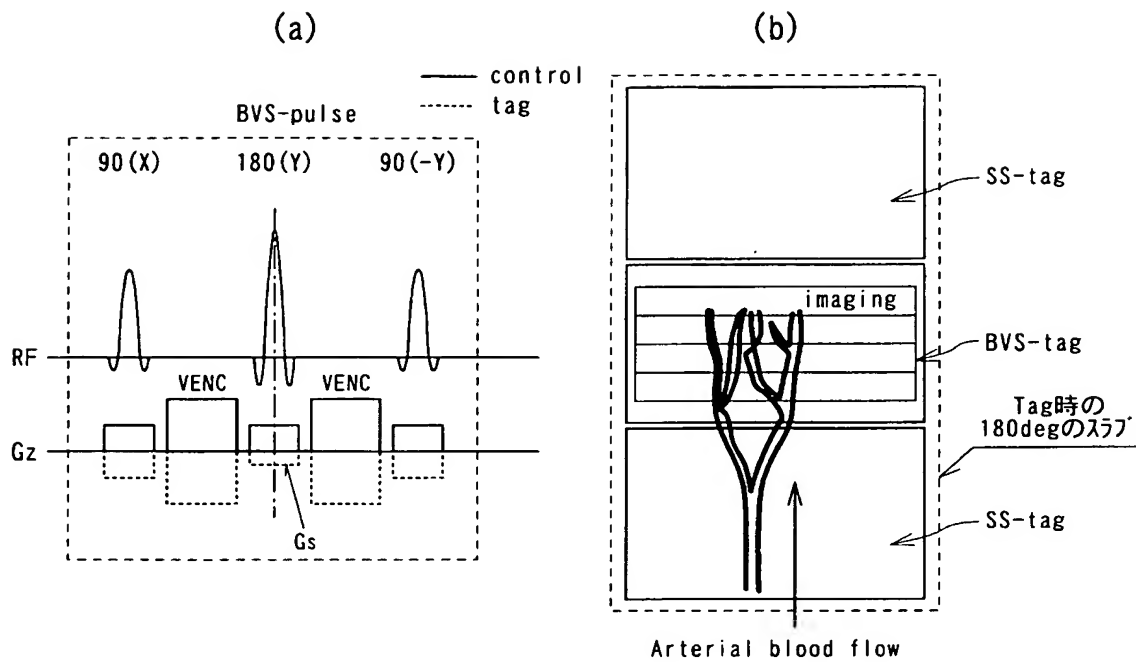 (a)
control
tag
BVS-pulse
90(X) 180(Y) 90(-Y)
RF
VENC VENC
Gz
Gs
(b)
SS-tag
imaging
BVS-tag
Tag時の
180degのスラブ
SS-tag
Arterial blood flow